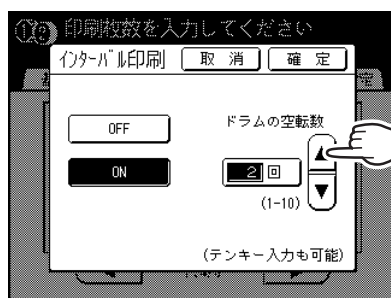 印刷枚数を入力してください
インターバル印刷 取 消 確 定
OFF
ドラムの空転数
ON
2 回
(1-10)
(テンキー入力も可能)